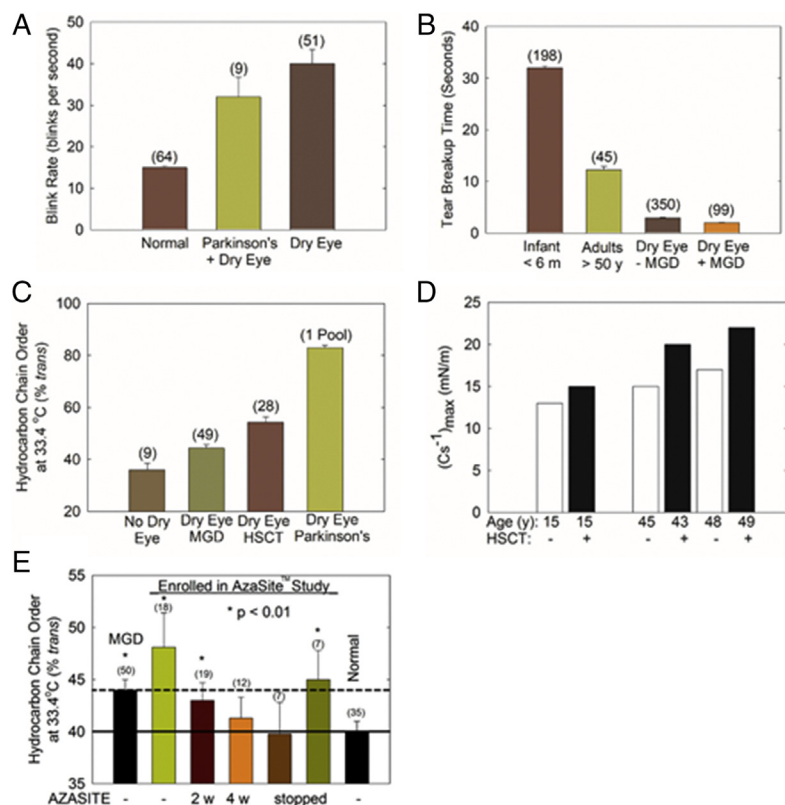 A
Blink Rate (blinks per second)
50
40
30
20
10
0
(64)
(9)
(51)
Normal
Parkinson's
+ Dry Eye
Dry Eye
B
Tear Breakup Time (Seconds)
40
30
20
10
0
(198)
(45)
(350)
(99)
Infant
< 6 m
Adults
> 50 y
Dry Eye
- MGD
Dry Eye
+ MGD
C
Hydrocarbon Chain Order
at 33.4 °C (% trans)
100
80
60
40
20
(9)
(49)
(28)
(1 Pool)
No Dry
Eye
Dry Eye
MGD
Dry Eye
HSCT
Dry Eye
Parkinson's
D
(Cs⁻¹)max (mN/m)
25
20
15
10
5
0
Age (y): 15 15 45 43 48 49
HSCT: - + - + - +
E
Hydrocarbon Chain Order
at 33.4°C (% trans)
55
50
45
40
35
Enrolled in AzaSite™ Study
* p < 0.01
MGD
*
(50)
*
(18)
*
(19)
(12)
(7)
*
(7)
Normal
(35)
AZASITE - - 2 w 4 w stopped -